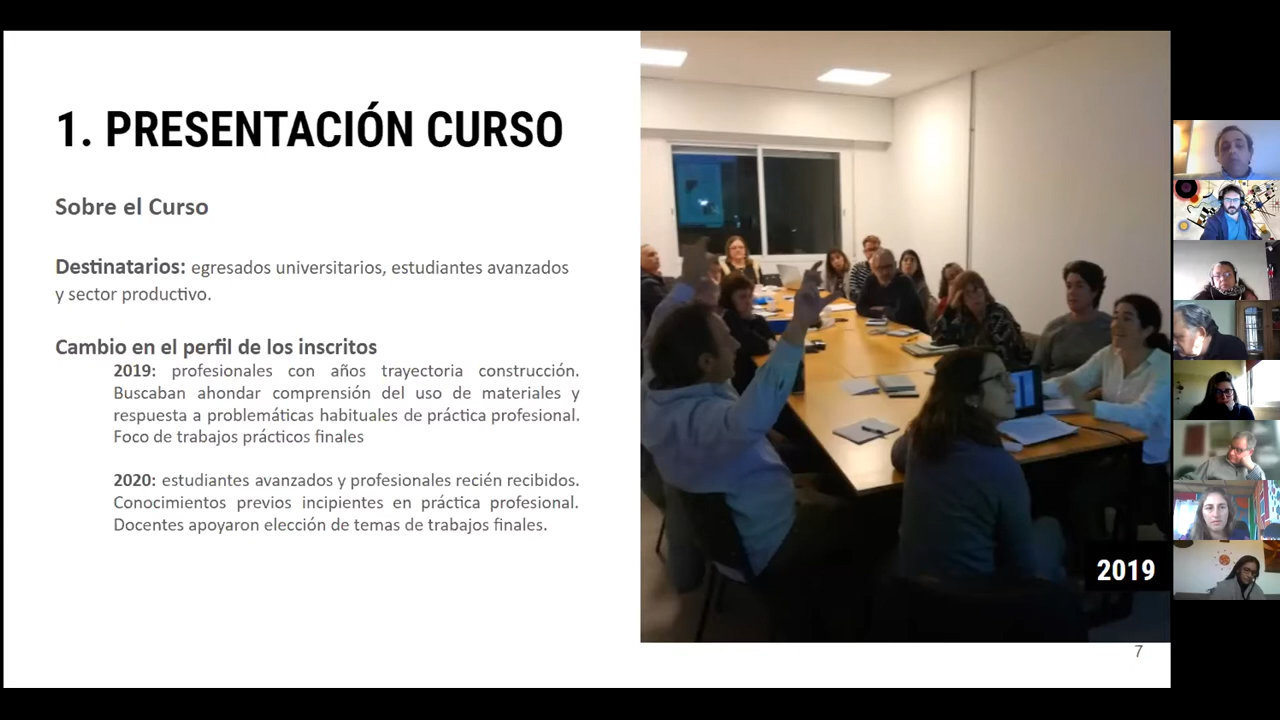 1. PRESENTACIÓN CURSO
Sobre el Curso
Destinatarios: egresados universitarios, estudiantes avanzados
y sector productivo.
Cambio en el perfil de los inscritos
2019: profesionales con años trayectoria construcción.
Buscaban ahondar comprensión del uso de materiales y
respuesta a problemáticas habituales de práctica profesional.
Foco de trabajos prácticos finales
2020: estudiantes avanzados y profesionales recién recibidos.
Conocimientos previos incipientes en práctica profesional.
Docentes apoyaron elección de temas de trabajos finales.
2019
7